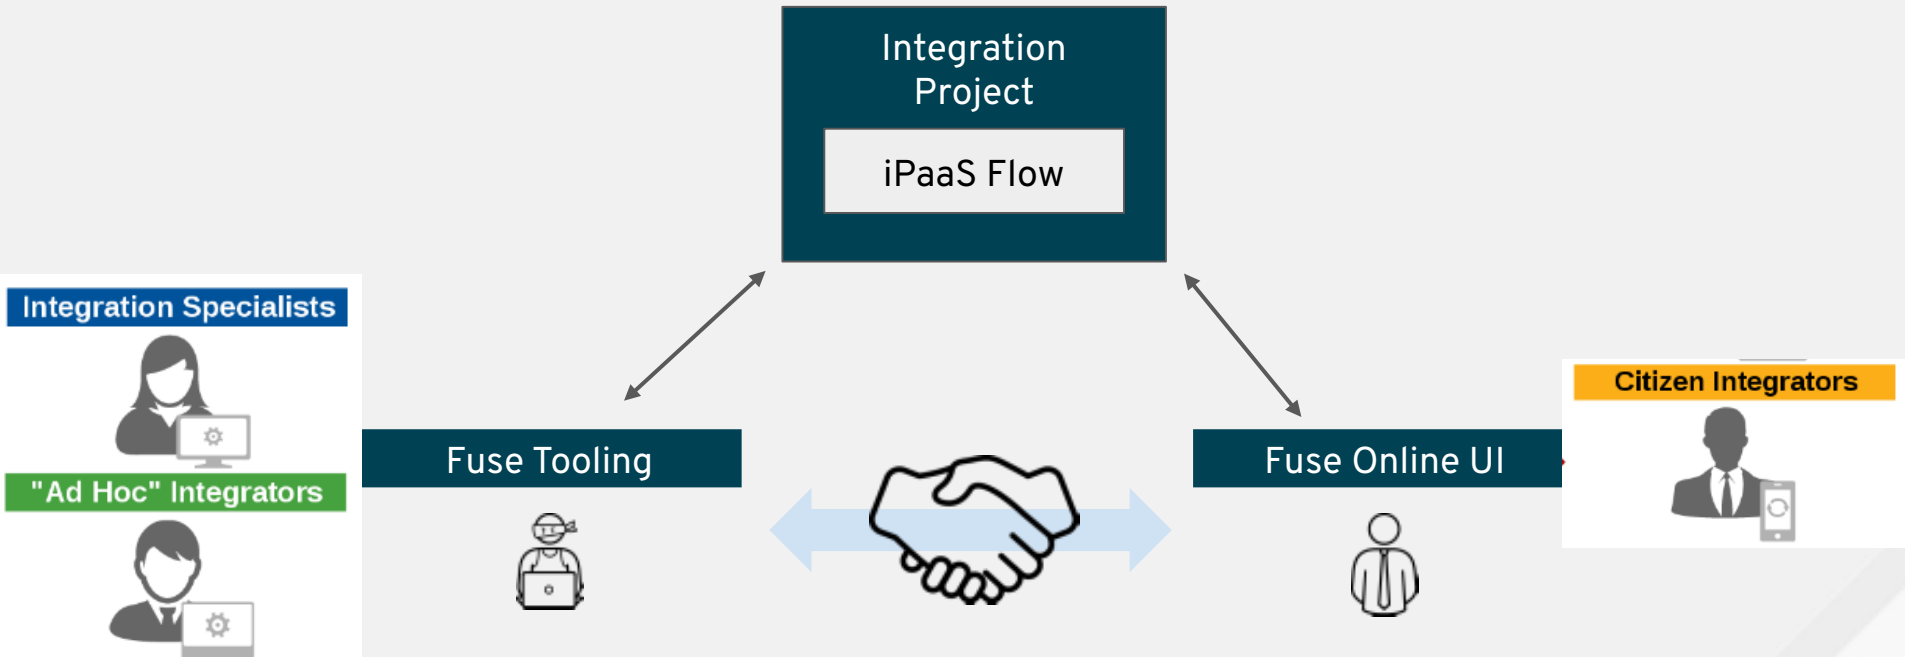 Integration
Project
iPaaS Flow
Integration Specialists
"Ad Hoc" Integrators
Fuse Tooling
Fuse Online UI
Citizen Integrators